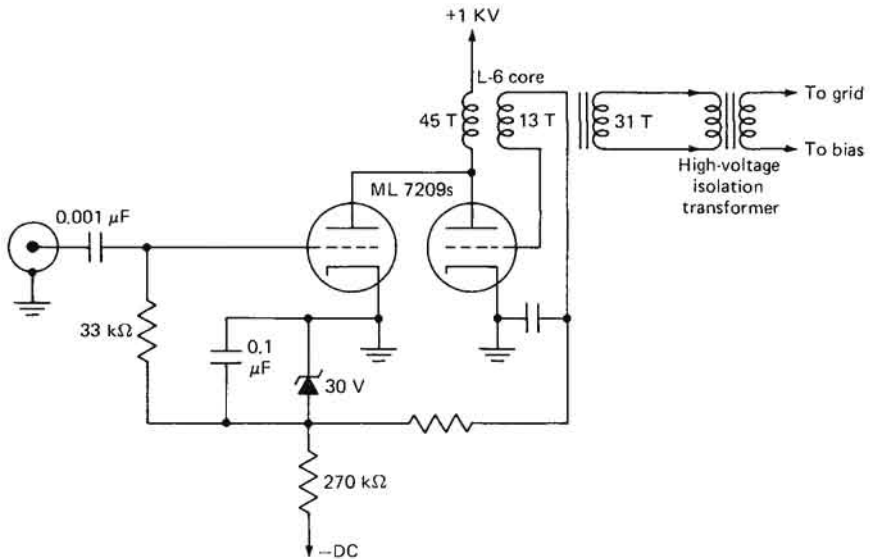 +1 KV
L-6 core
45 T
13 T
31 T
To grid
To bias
High-voltage
isolation
transformer
ML 7209s
0.001 μF
33 kΩ
0.1
μF
30 V
270 kΩ
−DC